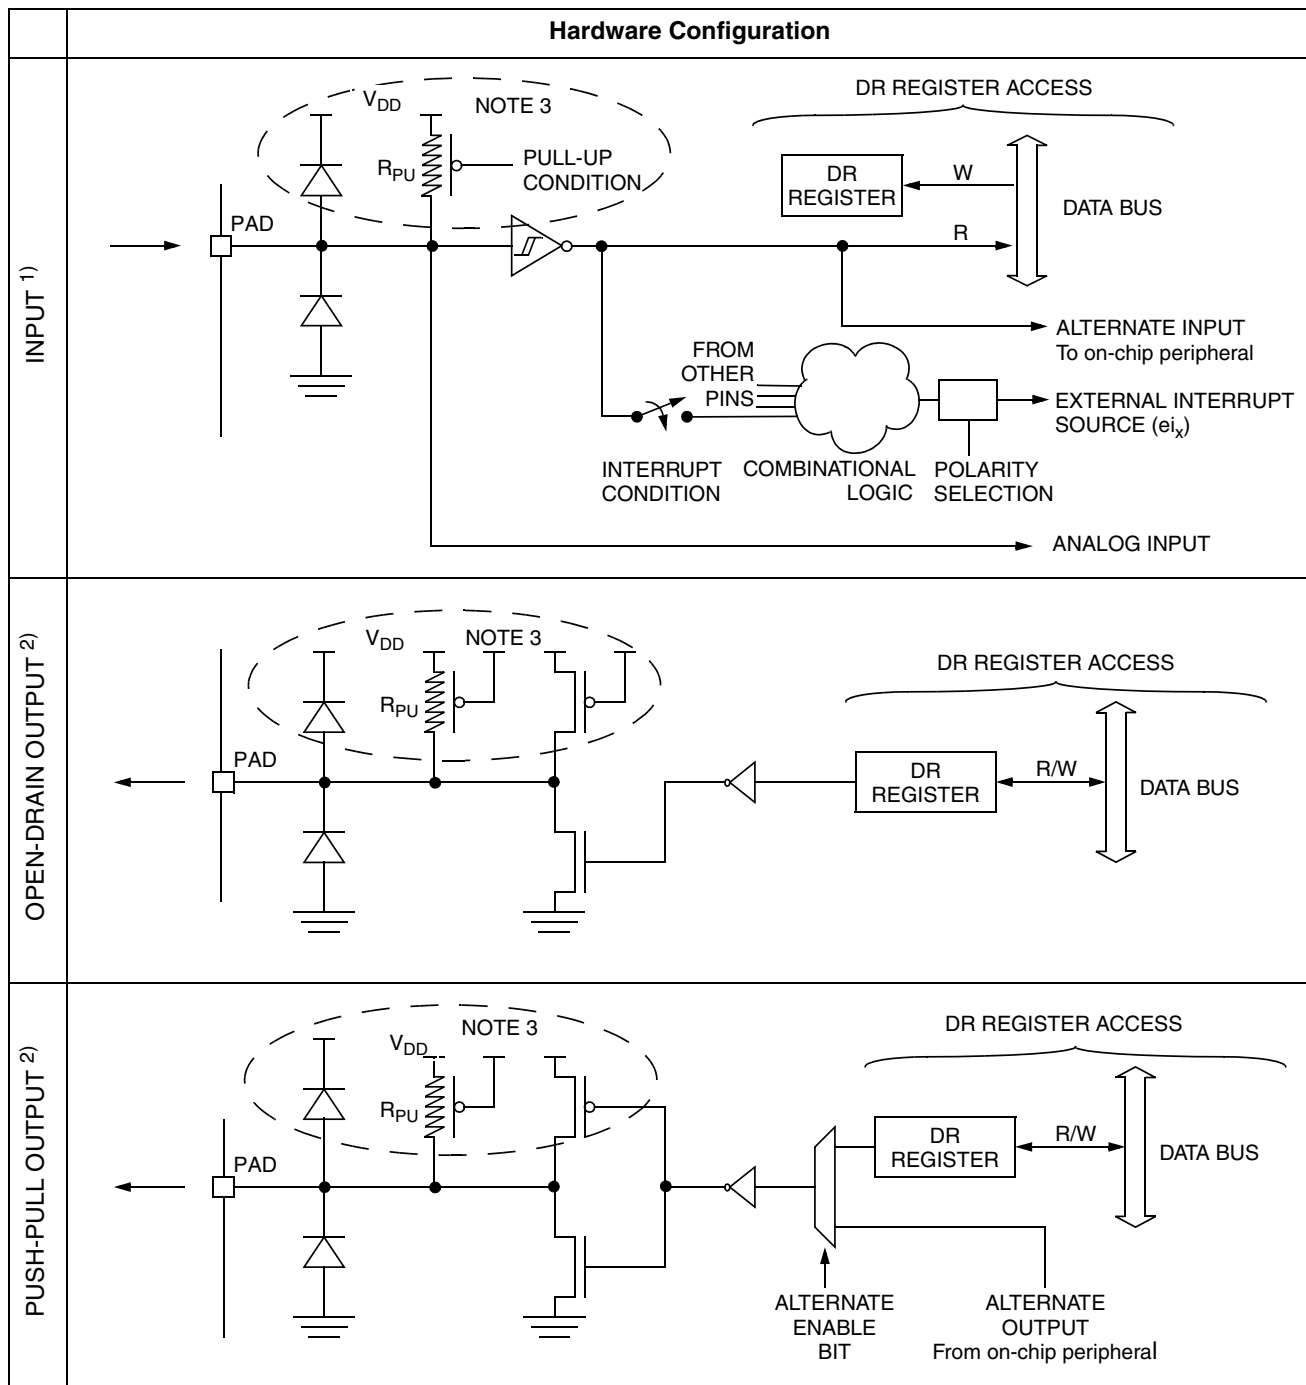 Hardware Configuration
INPUT 1)
VDD
NOTE 3
RPU
PULL-UP
CONDITION
PAD
DR REGISTER ACCESS
DR
REGISTER
W
R
DATA BUS
ALTERNATE INPUT
To on-chip peripheral
FROM
OTHER
PINS
EXTERNAL INTERRUPT
SOURCE (eix)
INTERRUPT
CONDITION
COMBINATIONAL
LOGIC
POLARITY
SELECTION
ANALOG INPUT
OPEN-DRAIN OUTPUT 2)
VDD
NOTE 3
RPU
PAD
DR REGISTER ACCESS
DR
REGISTER
R/W
DATA BUS
PUSH-PULL OUTPUT 2)
NOTE 3
VDD
RPU
PAD
DR REGISTER ACCESS
DR
REGISTER
R/W
DATA BUS
ALTERNATE
ENABLE
BIT
ALTERNATE
OUTPUT
From on-chip peripheral